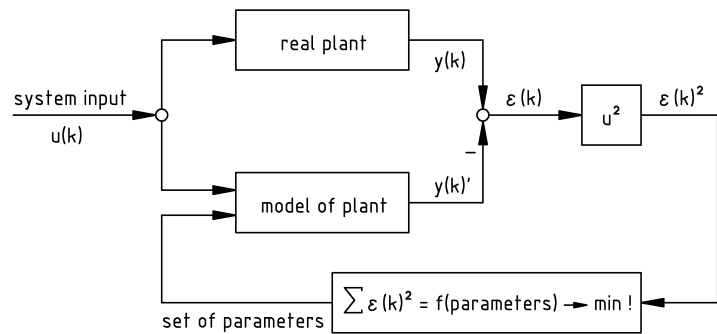 real plant
y(k)
system input
u(k)
ε(k)
u²
ε(k)²
–
model of plant
y(k)'
∑ ε(k)² = f(parameters) → min !
set of parameters